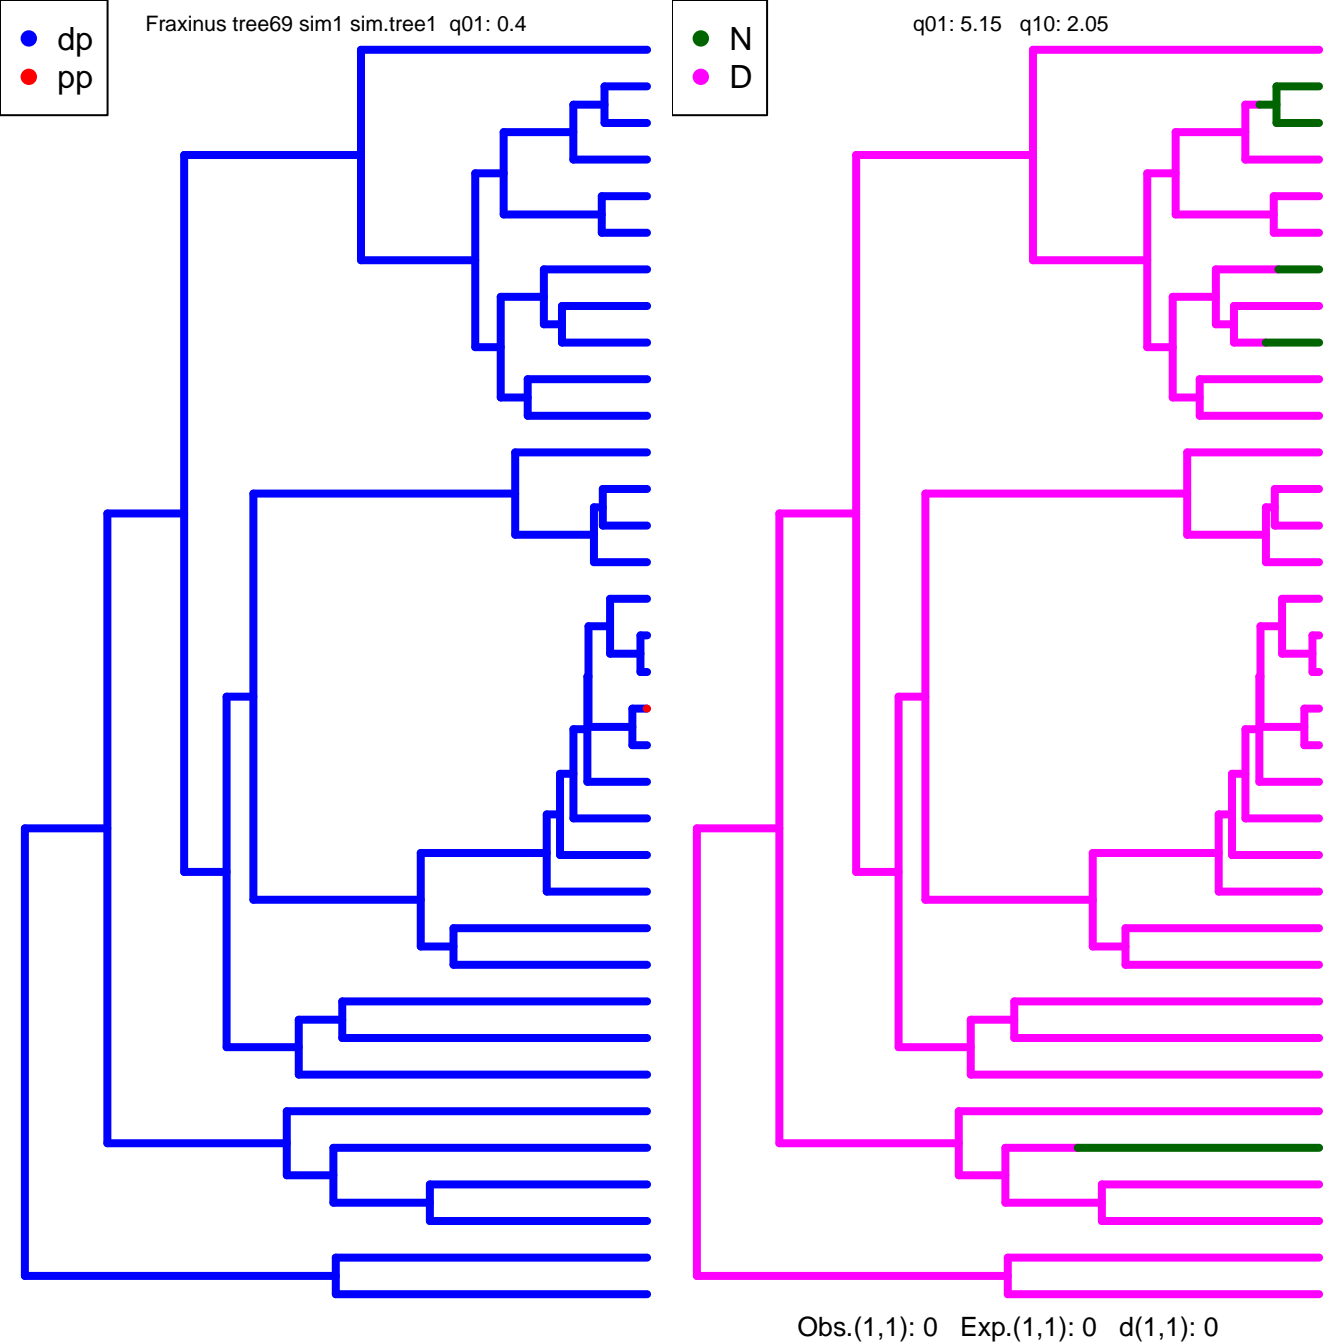 Fraxinus tree69 sim1 sim.tree1  q01: 0.4
dp
pp
q01: 5.15   q10: 2.05
N
D
Obs.(1,1): 0   Exp.(1,1): 0   d(1,1): 0